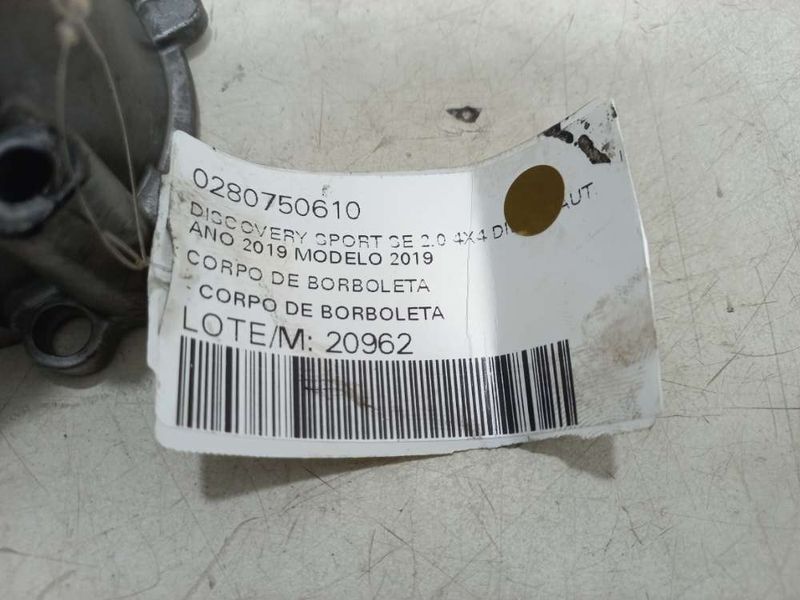 0280750610
DISCOVERY SPORT SE 2.0 4X4 AUT.
ANO 2019 MODELO 2019
CORPO DE BORBOLETA
- CORPO DE BORBOLETA
LOTE/M: 20962